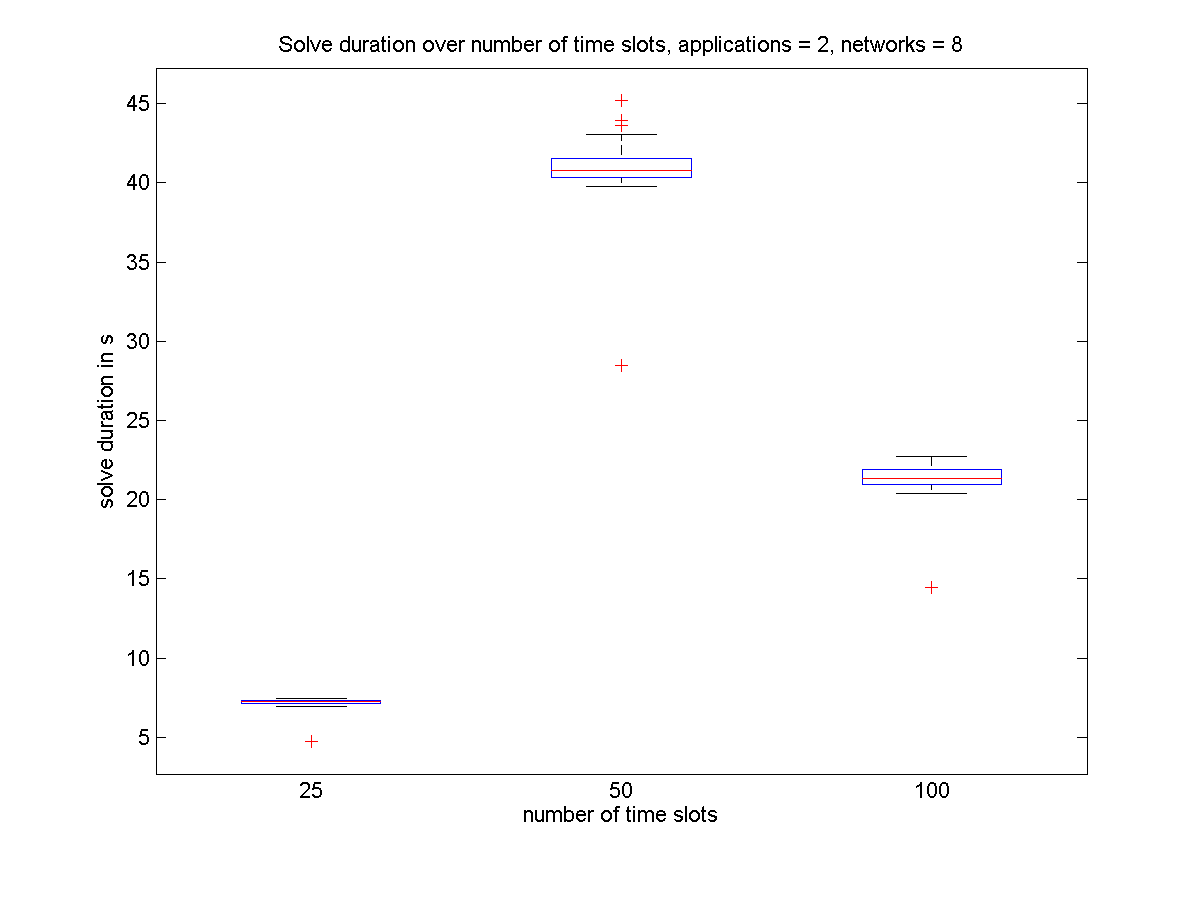 Solve duration over number of time slots, applications = 2, networks = 8
45
40
35
30
25
20
15
10
5
solve duration in s
25 50 100
number of time slots